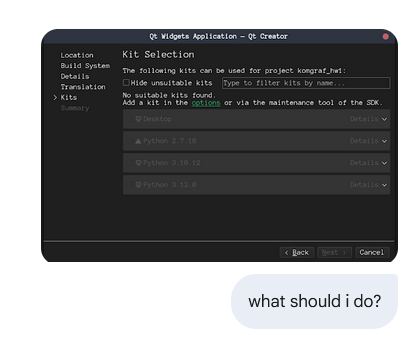 Qt Widgets Application — Qt Creator
Location
Build System
Details
Translation
Kits
Summary
Kit Selection
The following kits can be used for project komgraf_hw1:
Hide unsuitable kits
Type to filter kits by name...
No suitable kits found.
Add a kit in the options or via the maintenance tool of the SDK.
Desktop Details
Python 2.7.18 Details
Python 3.10.12 Details
Python 3.12.6 Details
< Back Next > Cancel
what should i do?